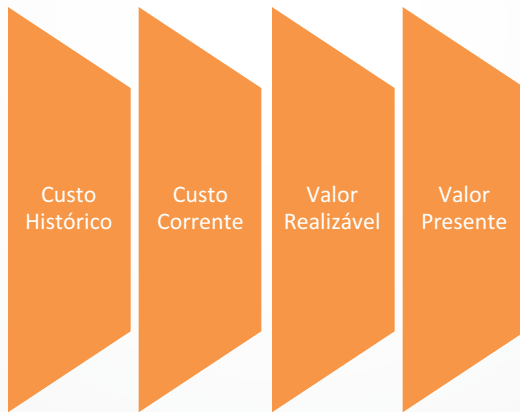 Custo
Histórico
Custo
Corrente
Valor
Realizável
Valor
Presente